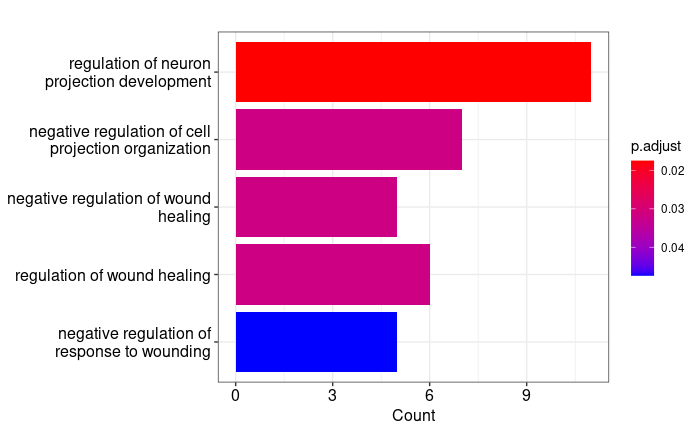 regulation of neuron
projection development
negative regulation of cell
projection organization
negative regulation of wound
healing
regulation of wound healing
negative regulation of
response to wounding
0 3 6 9
Count
p.adjust
0.02
0.03
0.04